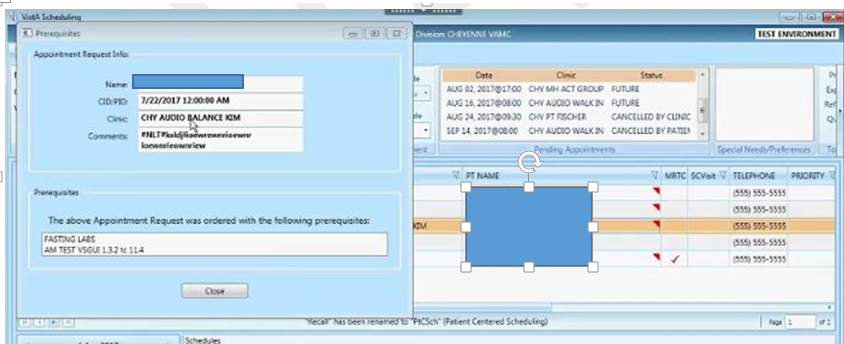 VistA Scheduling
Prerequisites
Division: CHEYENNE VAMC
TEST ENVIRONMENT
Appointment Request Info:
Name:
CID/PID: 7/22/2017 12:00:00 AM
Clinic: CHY AUDIO BALANCE KIM
Comments:
Prerequisites
The above Appointment Request was ordered with the following prerequisites:
FASTING LABS
AM TEST VSGUI 1.3.2 tc 11.4
Close
Date Clinic Status
AUG 02, 2017@17:00 CHY MH ACT GROUP FUTURE
AUG 16, 2017@08:00 CHY AUDIO WALK IN FUTURE
AUG 24, 2017@09:30 CHY PT FISCHER CANCELLED BY CLINIC
SEP 14, 2017@08:00 CHY AUDIO WALK IN CANCELLED BY PATIEN
Pending Appointments
Special Needs/Preferences
PT NAME MRTC SCVisit TELEPHONE PRIORITY
(555) 555-5555
(555) 555-5555
KIM (555) 555-5555
(555) 555-5555
(555) 555-5555
"Recall" has been renamed to "PtCSch" (Patient Centered Scheduling)
Page 1 of 1
Schedules